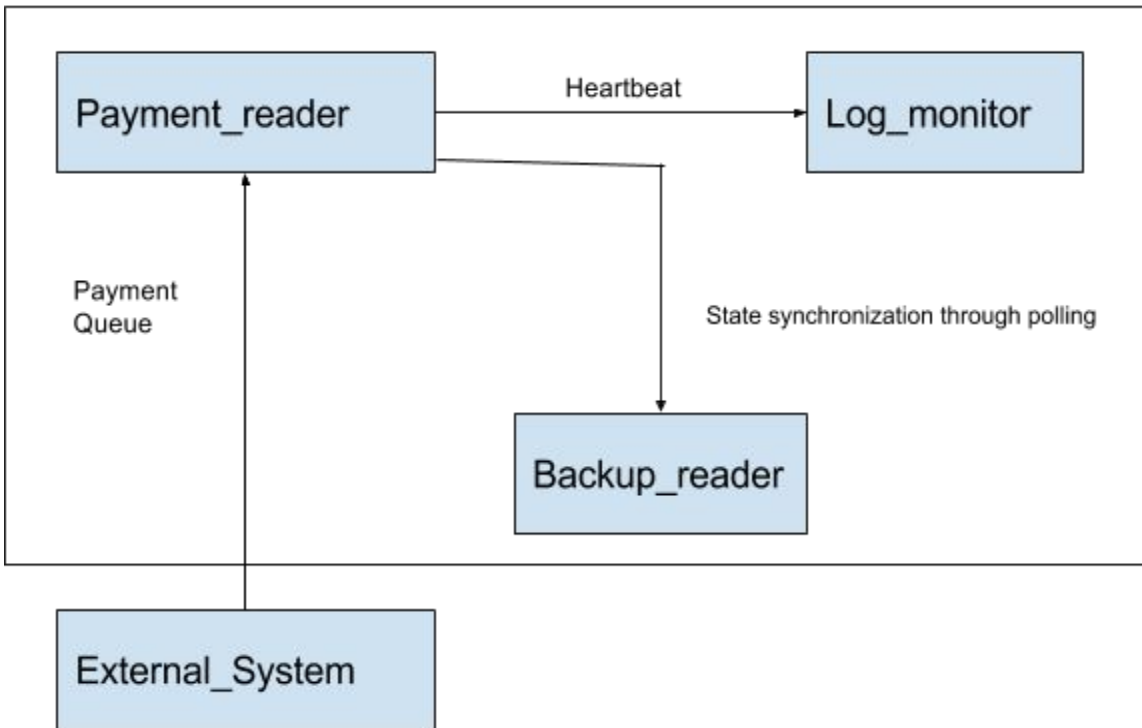 Payment_reader
Heartbeat
Log_monitor
Payment
Queue
State synchronization through polling
Backup_reader
External_System